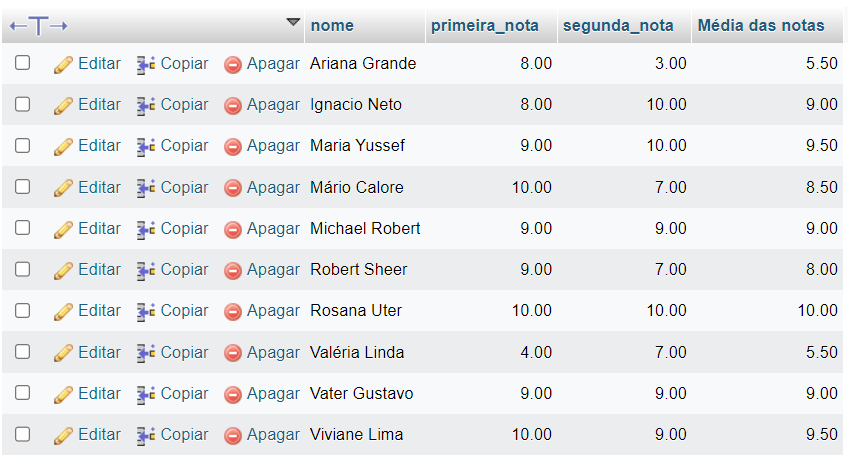 nome primeira_nota segunda_nota Média das notas
Editar Copiar Apagar Ariana Grande 8.00 3.00 5.50
Editar Copiar Apagar Ignacio Neto 8.00 10.00 9.00
Editar Copiar Apagar Maria Yussef 9.00 10.00 9.50
Editar Copiar Apagar Mário Calore 10.00 7.00 8.50
Editar Copiar Apagar Michael Robert 9.00 9.00 9.00
Editar Copiar Apagar Robert Sheer 9.00 7.00 8.00
Editar Copiar Apagar Rosana Uter 10.00 10.00 10.00
Editar Copiar Apagar Valéria Linda 4.00 7.00 5.50
Editar Copiar Apagar Vater Gustavo 9.00 9.00 9.00
Editar Copiar Apagar Viviane Lima 10.00 9.00 9.50